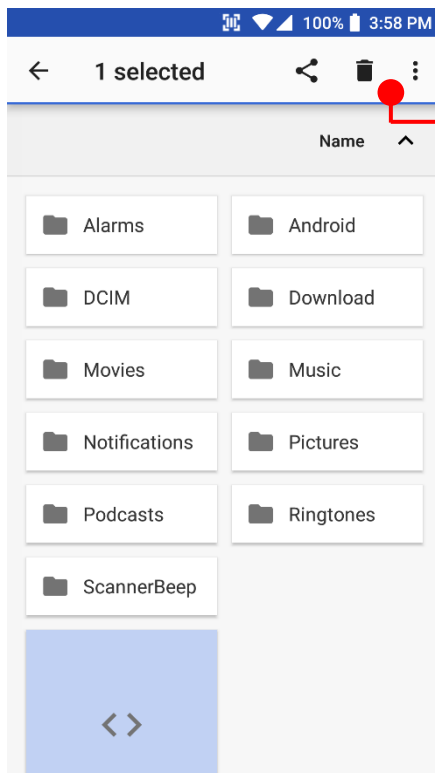 100% 3:58 PM
1 selected
Name
Alarms Android
DCIM Download
Movies Music
Notifications Pictures
Podcasts Ringtones
ScannerBeep